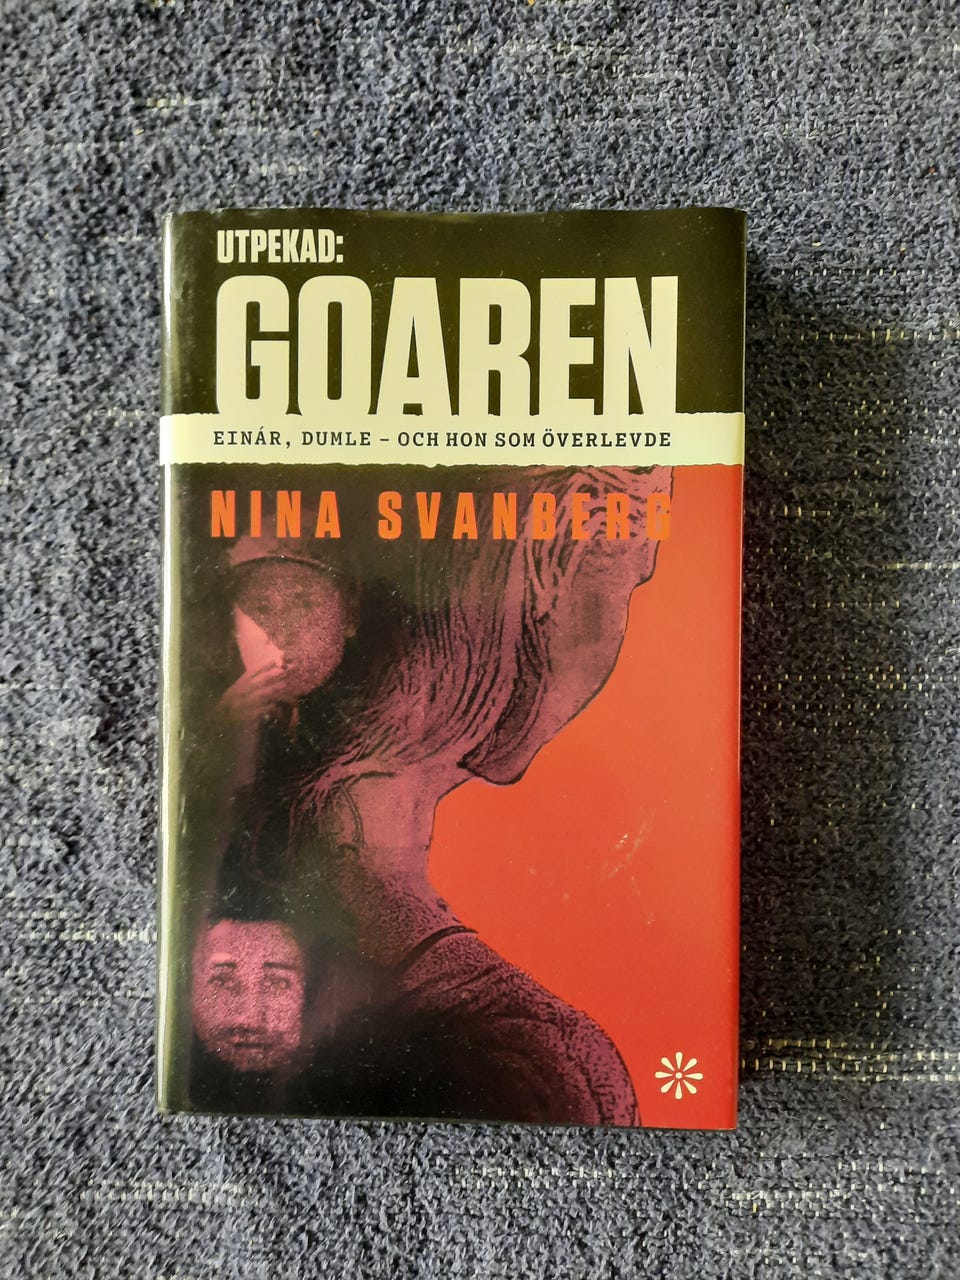 UTPEKAD:
GOAREN
EINÁR, DUMLE – OCH HON SOM ÖVERLEVDE
NINA SVANBERG